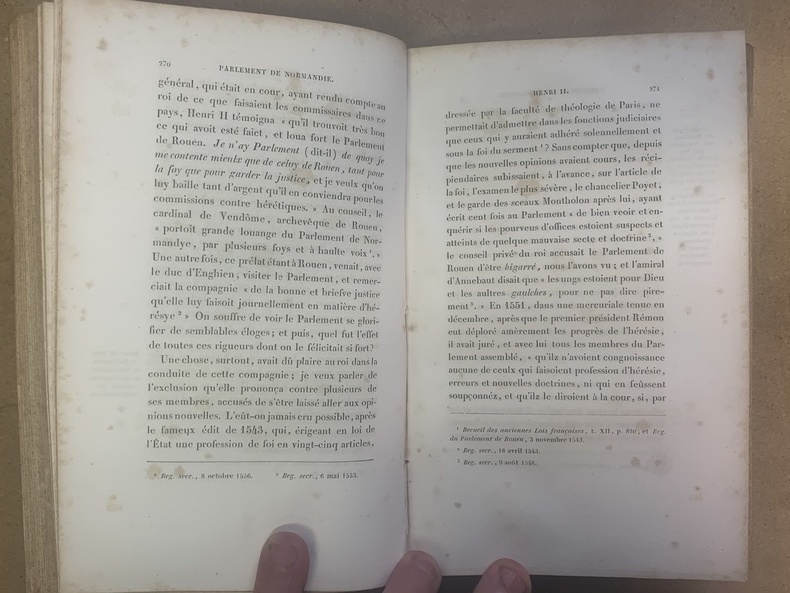 270
PARLEMENT DE NORMANDIE.
général, qui était en cour, ayant rendu compte au
roi de ce que faisaient les commissaires dans ce
pays, Henri II témoigna « qu'il trouvoit très bon
ce qui avoit esté faict, et loua fort le Parlement
de Rouen. Je n'ay Parlement (dit-il) de quoy je
me contente mieulx que de celuy de Rouen, tant pour
la foy que pour garder la justice, et je veulx qu'on
luy baille tant d'argent qu'il en conviendra pour les
commissions contre hérétiques. » Au conseil, le
cardinal de Vendôme, archevêque de Rouen,
« portoît grande louange du Parlement de Nor-
mandye, par plusieurs foys et à haulte voix ¹. »
Une autre fois, ce prélat étant à Rouen, venait, avec
le duc d'Enghien, visiter le Parlement, et remer-
ciait la compagnie « de la bonne et briefve justice
qu'elle luy faisoit journellement en matière d'hé-
résye ² » On souffre de voir le Parlement se glori-
fier de semblables éloges; et puis, quel fut l'effet
de toutes ces rigueurs dont on le félicitait si fort?
Une chose, surtout, avait dû plaire au roi dans la
conduite de cette compagnie; je veux parler de
l'exclusion qu'elle prononça contre plusieurs de
ses membres, accusés de s'être laissé aller aux opi-
nions nouvelles. L'eût-on jamais cru possible, après
le fameux édit de 1543, qui, érigeant en loi de
l'État une profession de foi en vingt-cinq articles,
¹ Reg. secr., 8 octobre 1556.
² Reg. secr., 6 mai 1553.
HENRI II.
271
dressée par la faculté de théologie de Paris, ne
permettait d'admettre dans les fonctions judiciaires
que ceux qui y auraient adhéré solennellement et
sous la foi du serment ¹? Sans compter que, depuis
que les nouvelles opinions avaient cours, les réci-
piendaires subissaient, à l'avance, sur l'article de
la foi, l'examen le plus sévère, le chancelier Poyet,
et le garde des sceaux Montholon après lui, ayant
écrit cent fois au Parlement « de bien veoir et en-
quérir si les pourveus d'offices estoient suspects et
atteints de quelque mauvaise secte et doctrine ², »
le conseil privé du roi accusait le Parlement de
Rouen d'être bigarré, nous l'avons vu; et l'amiral
d'Annebaut disait que « les ungs estoient pour Dieu
et les aultres gaulches, pour ne pas dire pire-
ment ³. » En 1551, dans une mercuriale tenue en
décembre, après que le premier président Rémon
eut déploré amèrement les progrès de l'hérésie,
il avait juré, et avec lui tous les membres du Par-
lement assemblé, « qu'ilz n'avoient congnoissance
aucune de ceulx qui faisoient profession d'hérésie,
erreurs et nouvelles doctrines, ni qui en feûssent
soupçonnéz, et qu'ilz le diroient à la cour, si, par
¹ Recueil des anciennes Lois françaises, t. XII, p. 820, et Reg.
du Parlement de Rouen, 3 novembre 1543.
² Reg. secr., 18 avril 1543.
³ Reg. secr., 9 août 1546.